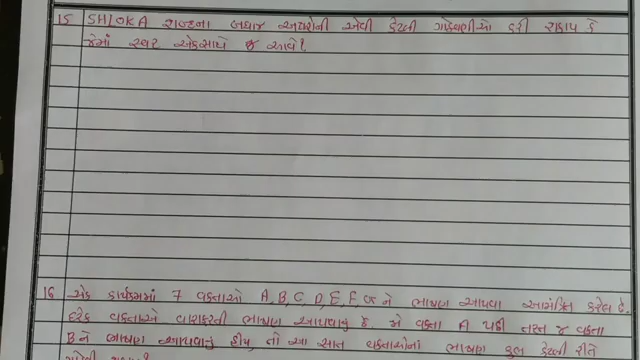 15 SHLOKA શબ્દના બધાજ અક્ષરોની એવી કેટલી ગોઠવણીઓ કરી શકાય કે
જેમાં સ્વર એકસાથે જ આવે?
16 એક કાર્યક્રમમાં 7 વક્તાઓ A, B, C, D, E, F, G ને ભાષણ આપવા આમંત્રિત કરેલ છે.
દરેક વક્તાએ વારાફરતી ભાષણ આપવાનું છે. જો વક્તા A પછી તરત જ વક્તા
B ને ભાષણ આપવાનું હોય, તો આ સાત વક્તાઓનાં ભાષણ કુલ કેટલી રીતે